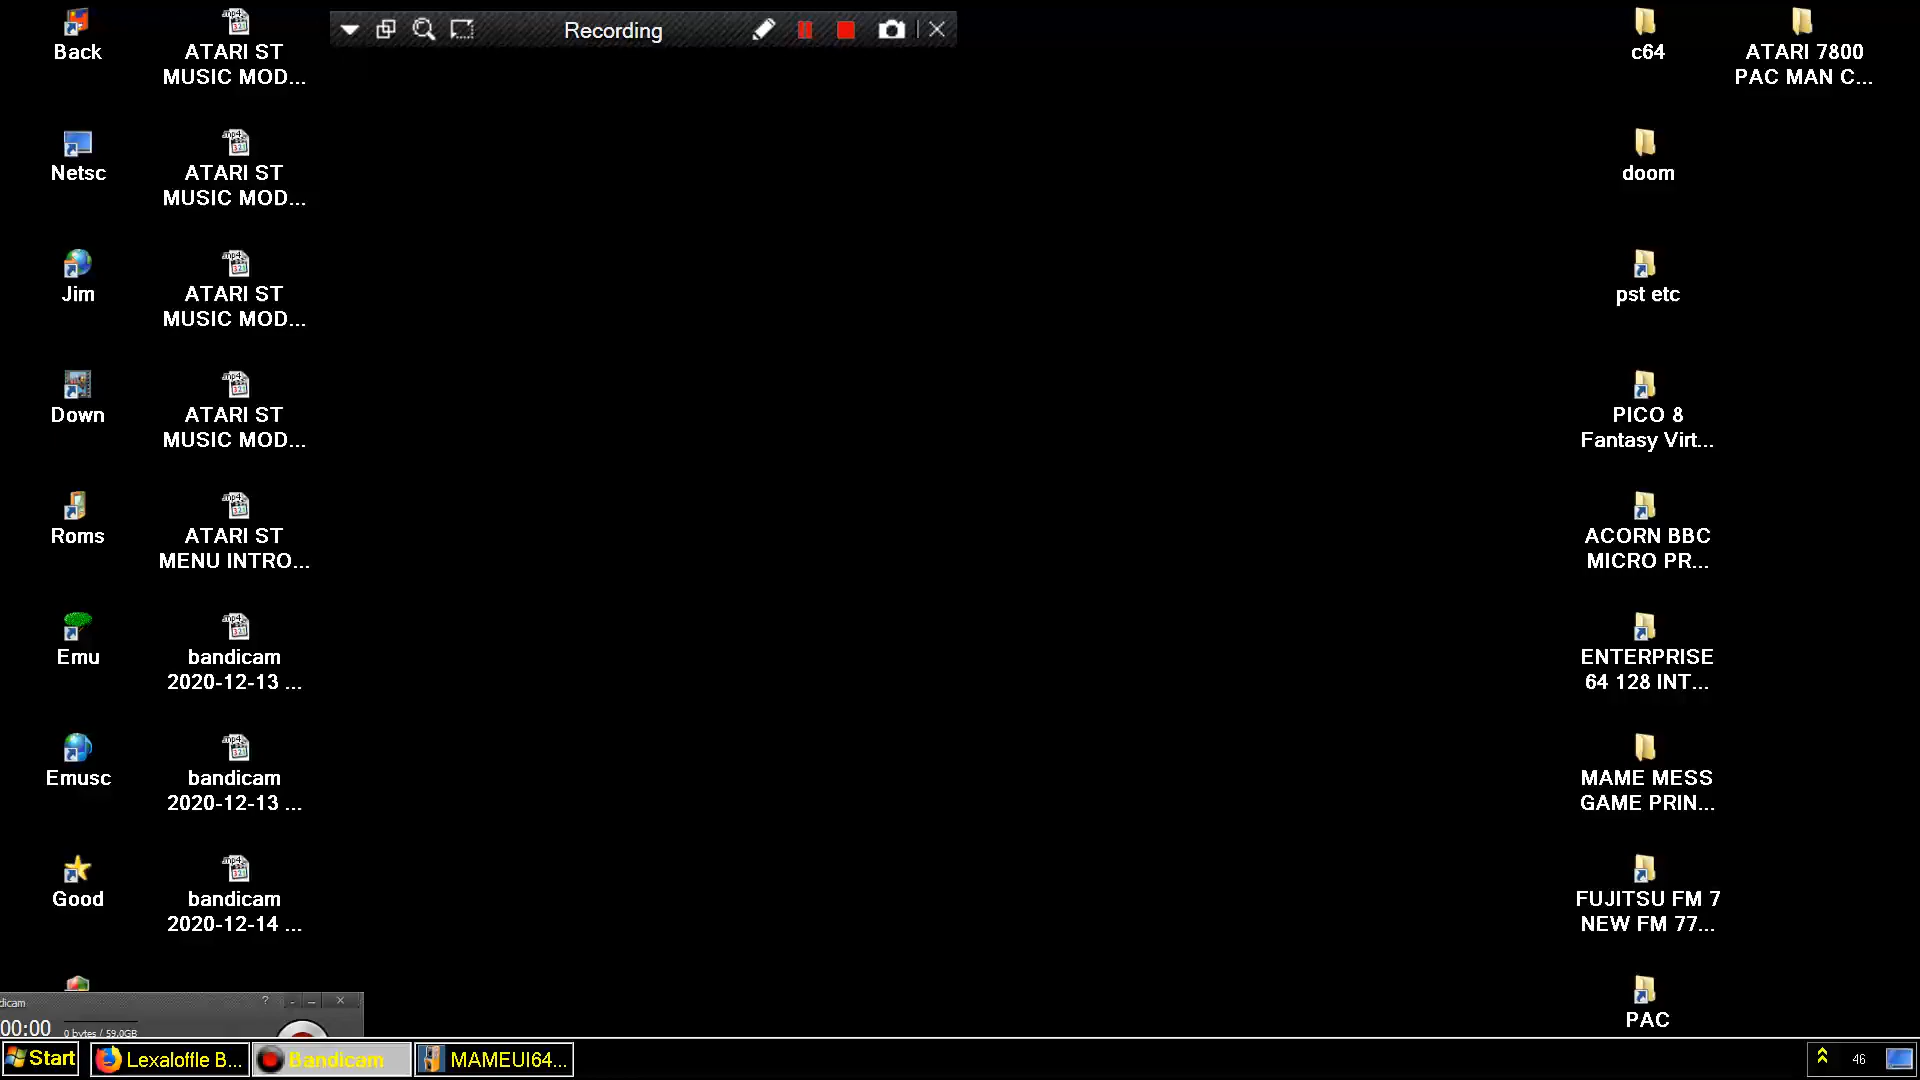 Back
ATARI ST
MUSIC MOD...
Recording
c64
ATARI 7800
PAC MAN C...
Netsc
ATARI ST
MUSIC MOD...
doom
Jim
ATARI ST
MUSIC MOD...
pst etc
Down
ATARI ST
MUSIC MOD...
PICO 8
Fantasy Virt...
Roms
ATARI ST
MENU INTRO...
ACORN BBC
MICRO PR...
Emu
bandicam
2020-12-13 ...
ENTERPRISE
64 128 INT...
Emusc
bandicam
2020-12-13 ...
MAME MESS
GAME PRIN...
Good
bandicam
2020-12-14 ...
FUJITSU FM 7
NEW FM 77...
PAC
dicam
00:00
0 bytes / 59.0GB
Start
Lexaloffle B...
Bandicam
MAMEUI64...
46